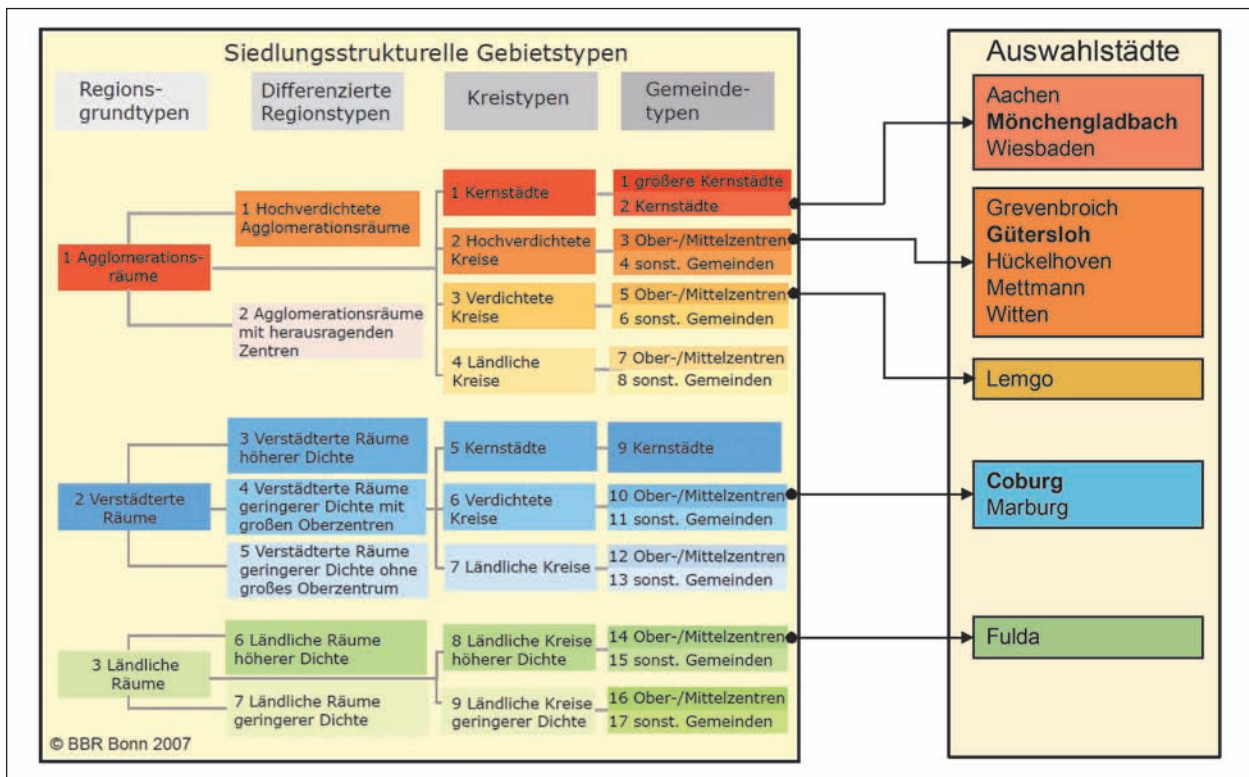 Siedlungsstrukturelle Gebietstypen
Regions-
grundtypen
Differenzierte
Regionstypen
Kreistypen
Gemeinde-
typen
1 Agglomerations-
räume
1 Hochverdichtete
Agglomerationsräume
2 Agglomerationsräume
mit herausragenden
Zentren
1 Kernstädte
2 Hochverdichtete
Kreise
3 Verdichtete
Kreise
4 Ländliche
Kreise
1 größere Kernstädte
2 Kernstädte
3 Ober-/Mittelzentren
4 sonst. Gemeinden
5 Ober-/Mittelzentren
6 sonst. Gemeinden
7 Ober-/Mittelzentren
8 sonst. Gemeinden
2 Verstädterte
Räume
3 Verstädterte Räume
höherer Dichte
4 Verstädterte Räume
geringerer Dichte mit
großen Oberzentren
5 Verstädterte Räume
geringerer Dichte ohne
großes Oberzentrum
5 Kernstädte
6 Verdichtete
Kreise
7 Ländliche Kreise
9 Kernstädte
10 Ober-/Mittelzentren
11 sonst. Gemeinden
12 Ober-/Mittelzentren
13 sonst. Gemeinden
3 Ländliche
Räume
6 Ländliche Räume
höherer Dichte
7 Ländliche Räume
geringerer Dichte
8 Ländliche Kreise
höherer Dichte
9 Ländliche Kreise
geringerer Dichte
14 Ober-/Mittelzentren
15 sonst. Gemeinden
16 Ober-/Mittelzentren
17 sonst. Gemeinden
© BBR Bonn 2007
Auswahlstädte
Aachen
Mönchengladbach
Wiesbaden
Grevenbroich
Gütersloh
Hückelhoven
Mettmann
Witten
Lemgo
Coburg
Marburg
Fulda